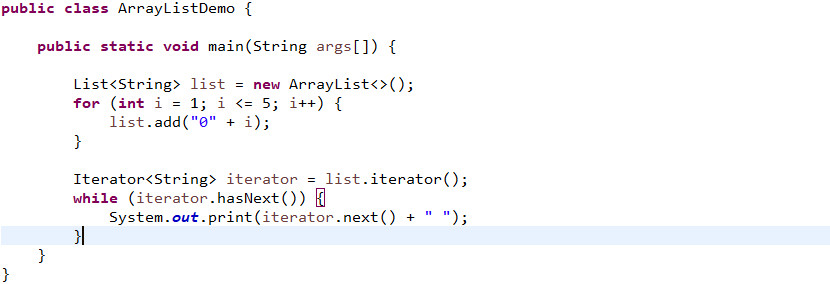 public class ArrayListDemo {
public static void main(String args[]) {
List<String> list = new ArrayList<>();
for (int i = 1; i <= 5; i++) {
list.add("0" + i);
}
Iterator<String> iterator = list.iterator();
while (iterator.hasNext()) {
System.out.print(iterator.next() + " ");
}
}
}